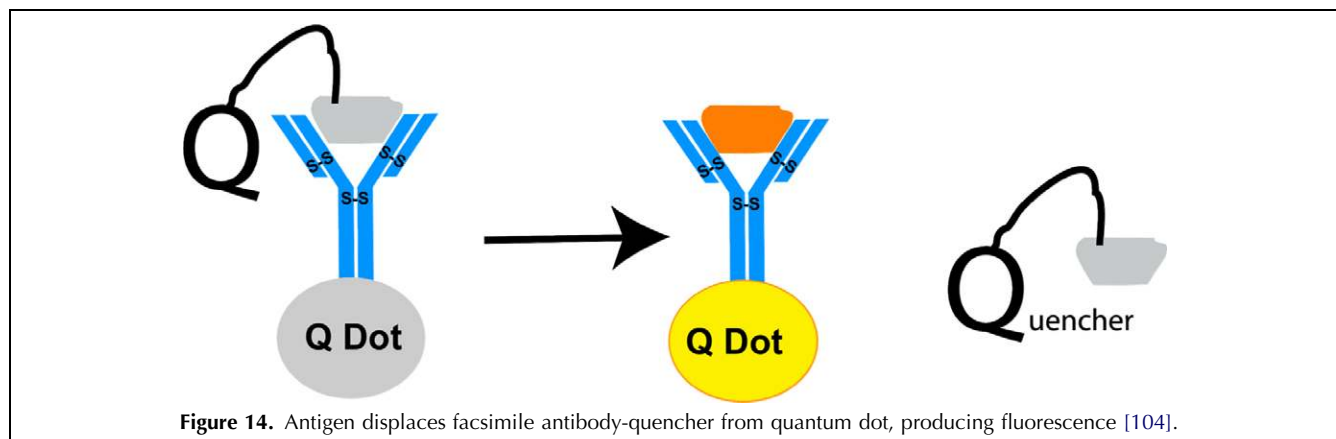 Q
S-S
S-S
S-S
Q Dot
S-S
S-S
S-S
Q Dot
Quencher
Figure 14. Antigen displaces facsimile antibody-quencher from quantum dot, producing fluorescence [104].